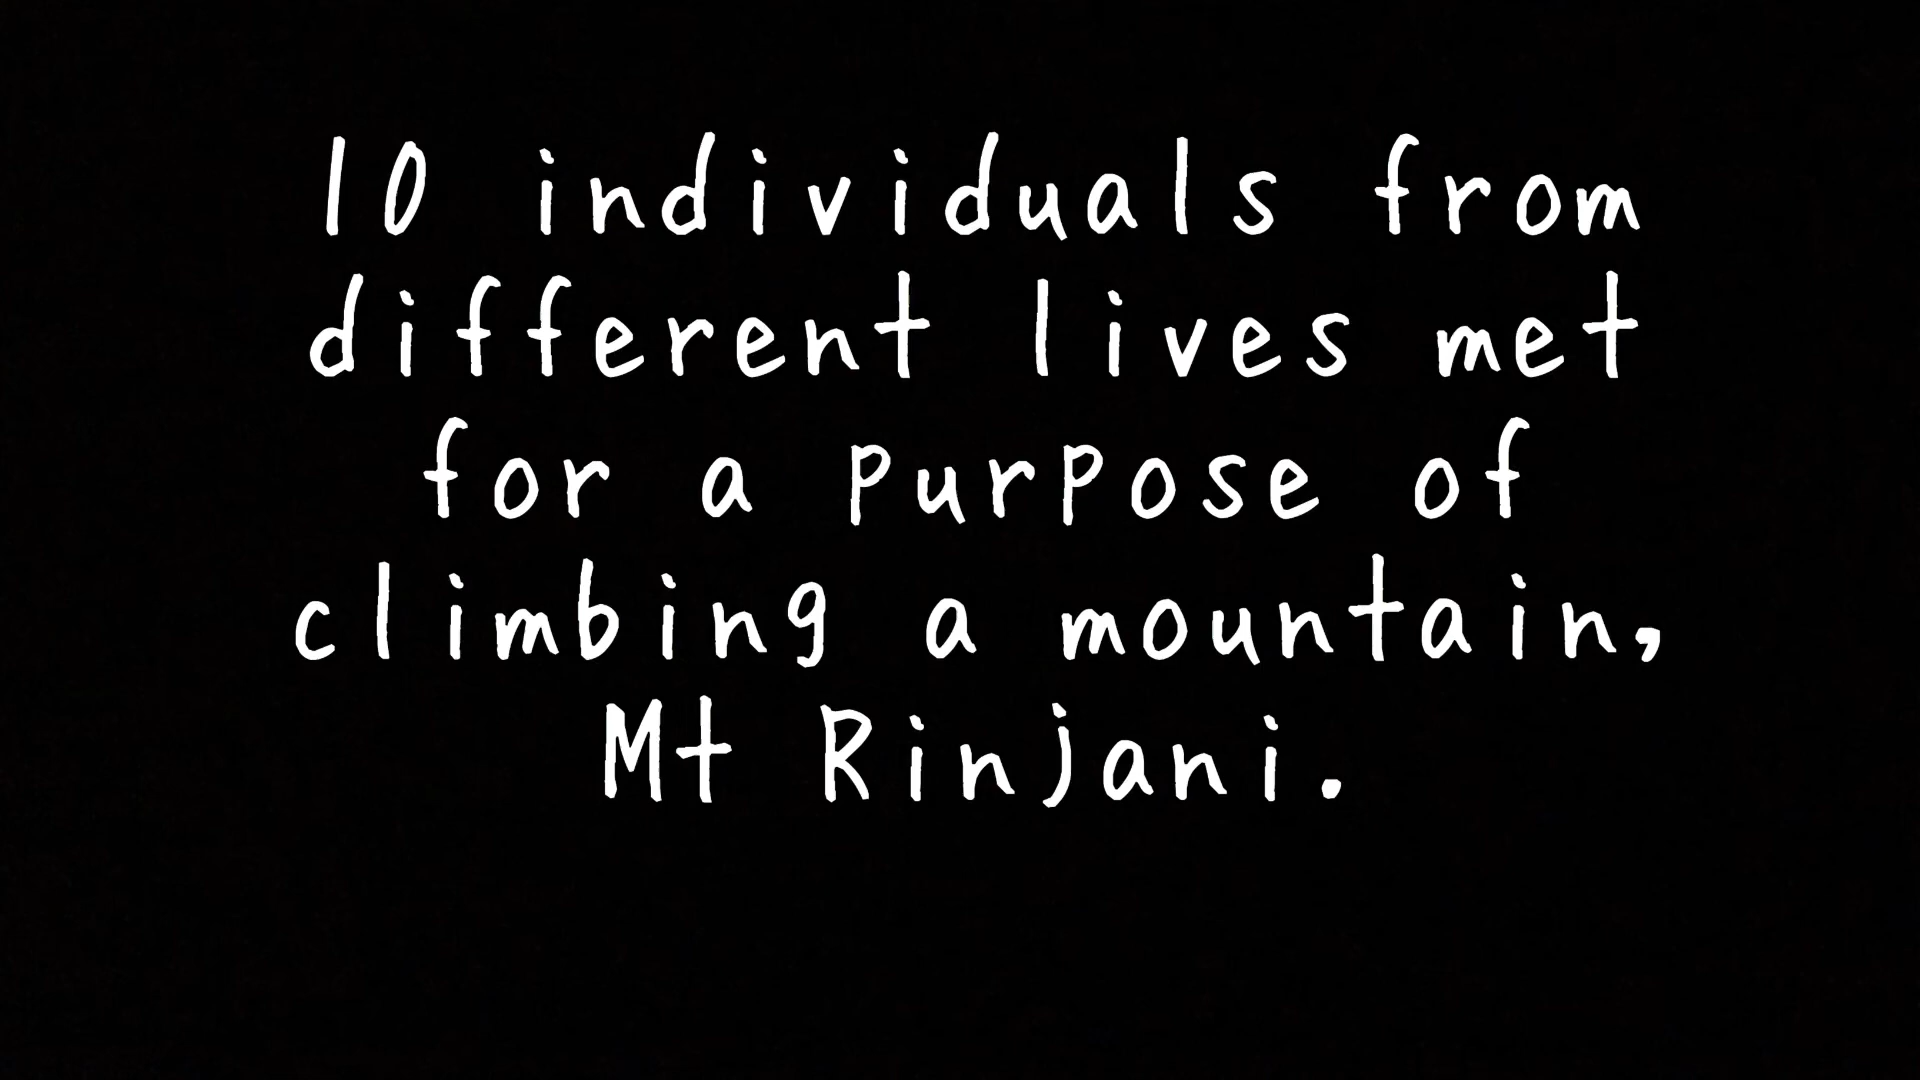 10 individuals from
different lives met
for a purpose of
climbing a mountain,
Mt Rinjani.